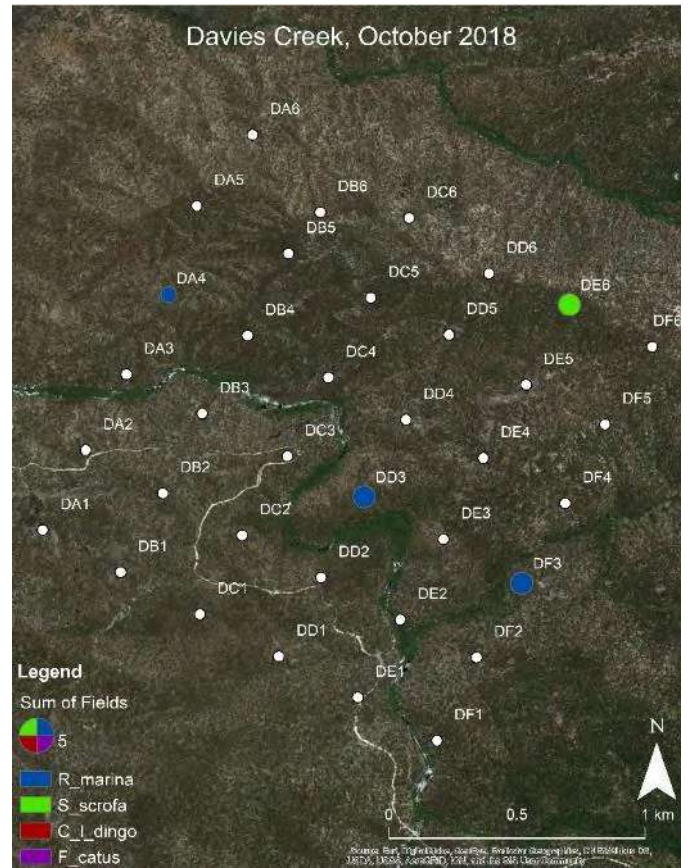 Davies Creek, October 2018
DA6
DA5
DB6
DC6
DB5
DD6
DA4
DC5
DE6
DB4
DD5
DF6
DA3
DC4
DE5
DB3
DD4
DF5
DA2
DC3
DE4
DB2
DD3
DF4
DA1
DC2
DE3
DB1
DD2
DF3
DC1
DE2
DD1
DF2
Legend
DE1
Sum of Fields
N
5
DF1
R_marina
S_scrofa
0 0.5 1 km
C_l_dingo
F_catus